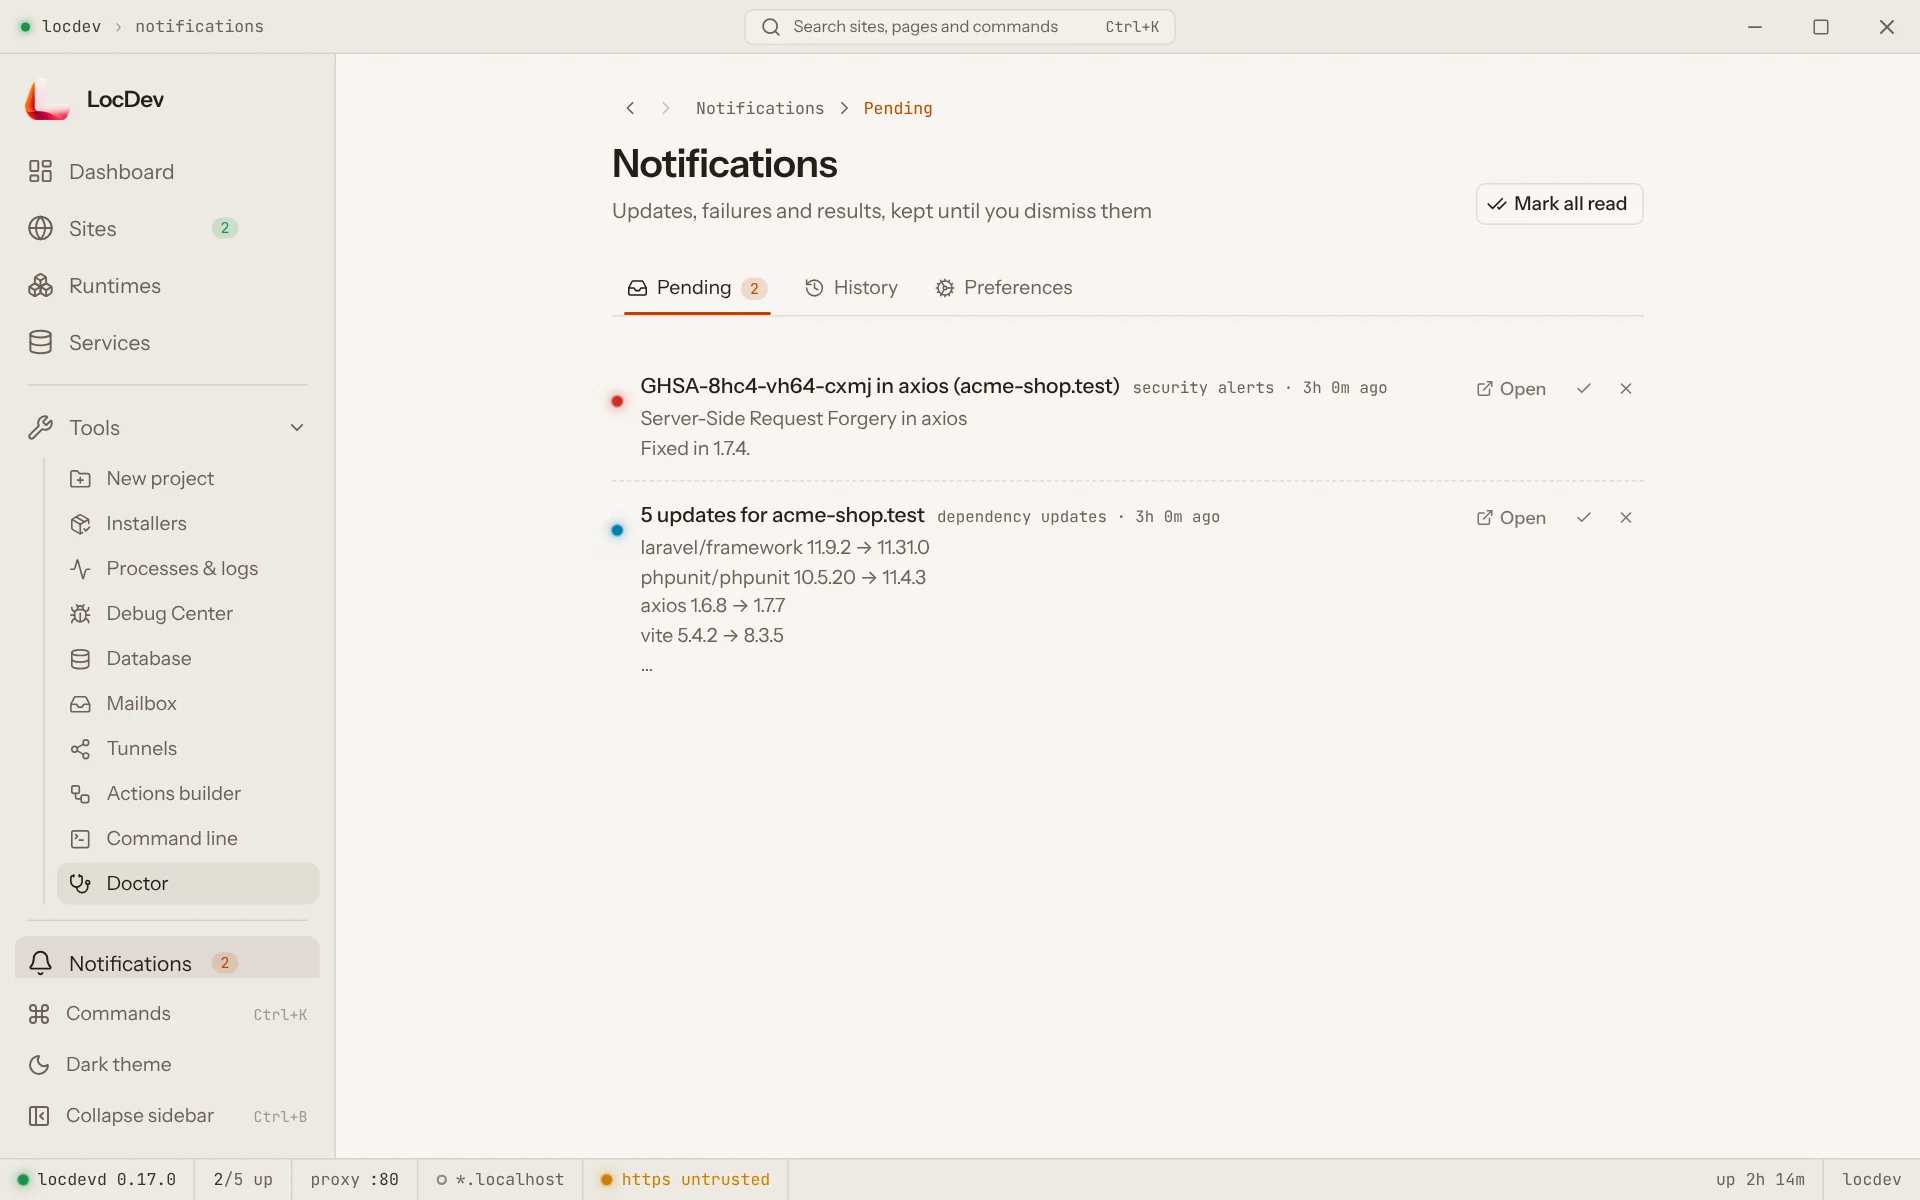 locdev › notifications
Search sites, pages and commands Ctrl+K
LocDev
Dashboard
Sites 2
Runtimes
Services
Tools
New project
Installers
Processes & logs
Debug Center
Database
Mailbox
Tunnels
Actions builder
Command line
Doctor
Notifications 2
Commands Ctrl+K
Dark theme
Collapse sidebar Ctrl+B
Notifications > Pending
Notifications
Updates, failures and results, kept until you dismiss them
Mark all read
Pending 2 History Preferences
GHSA-8hc4-vh64-cxmj in axios (acme-shop.test) security alerts · 3h 0m ago Open
Server-Side Request Forgery in axios
Fixed in 1.7.4.
5 updates for acme-shop.test dependency updates · 3h 0m ago Open
laravel/framework 11.9.2 → 11.31.0
phpunit/phpunit 10.5.20 → 11.4.3
axios 1.6.8 → 1.7.7
vite 5.4.2 → 8.3.5
...
locdevd 0.17.0 2/5 up proxy :80 *.localhost https untrusted up 2h 14m locdev